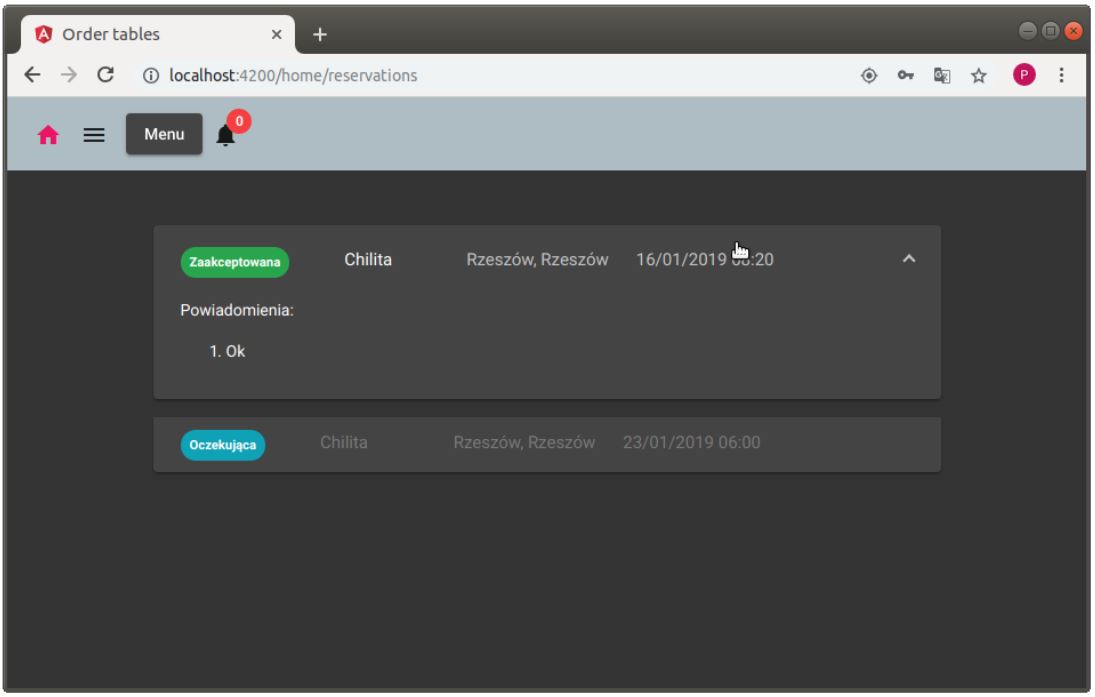 Order tables
localhost:4200/home/reservations
P
Menu
0
Zaakceptowana Chilita Rzeszów, Rzeszów 16/01/2019 08:20
Powiadomienia:
1. Ok
Oczekująca Chilita Rzeszów, Rzeszów 23/01/2019 06:00